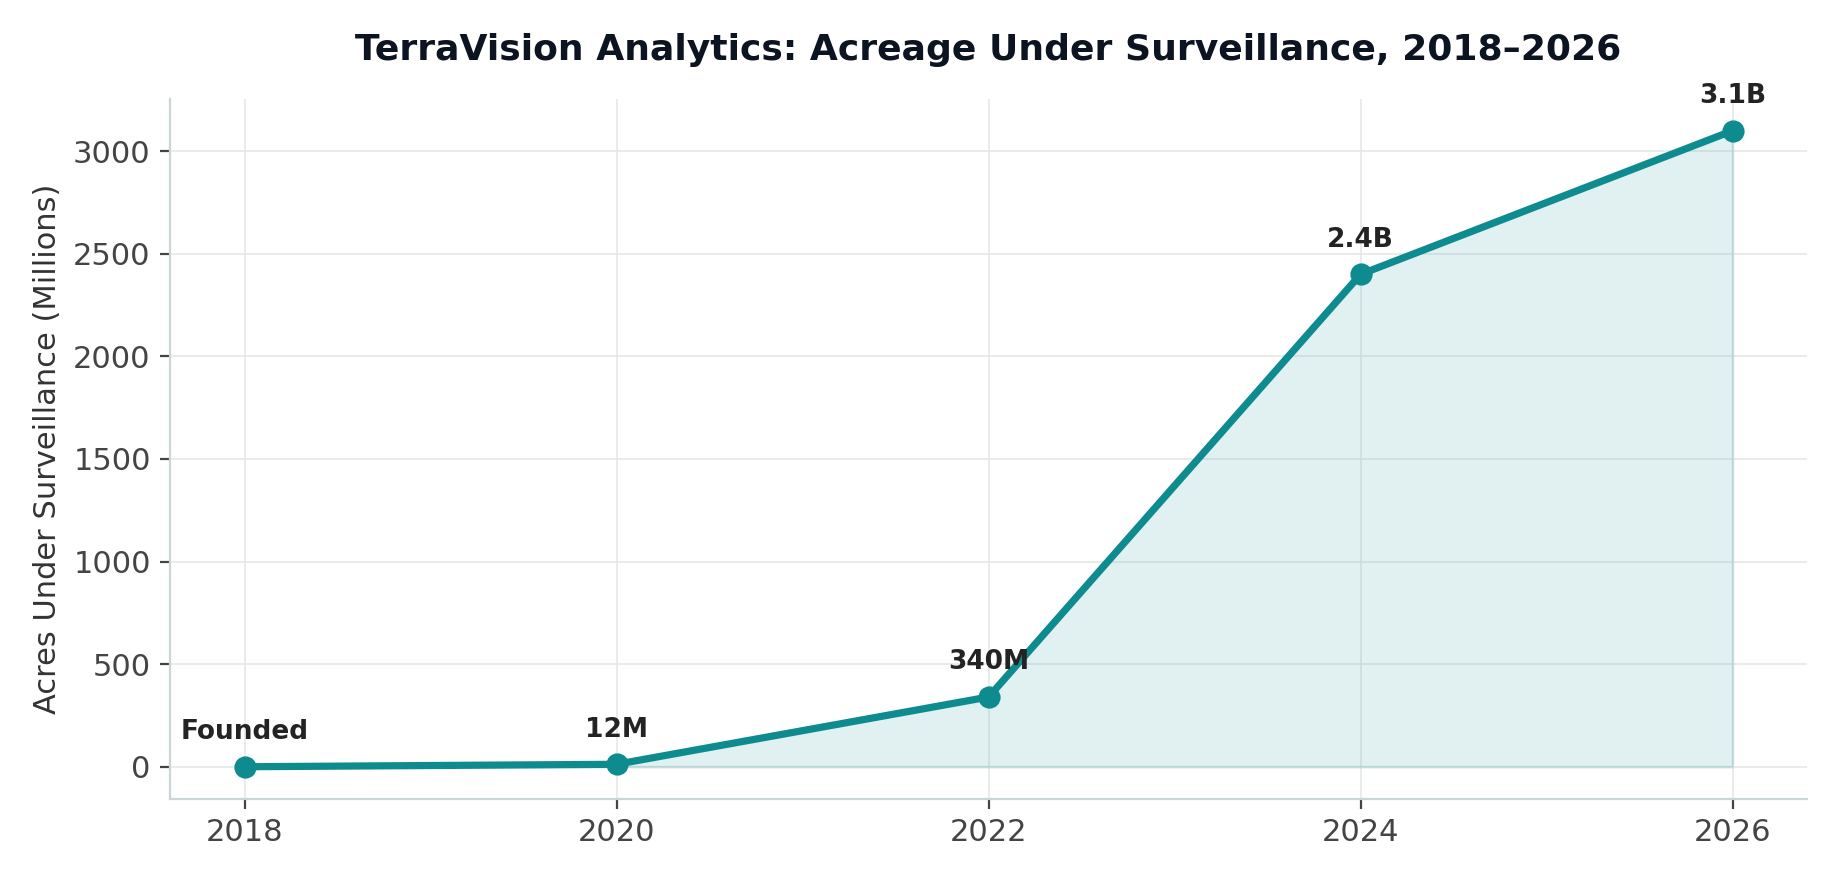 TerraVision Analytics: Acreage Under Surveillance, 2018–2026
Acres Under Surveillance (Millions)
3000
2500
2000
1500
1000
500
0
Founded
12M
340M
2.4B
3.1B
2018
2020
2022
2024
2026